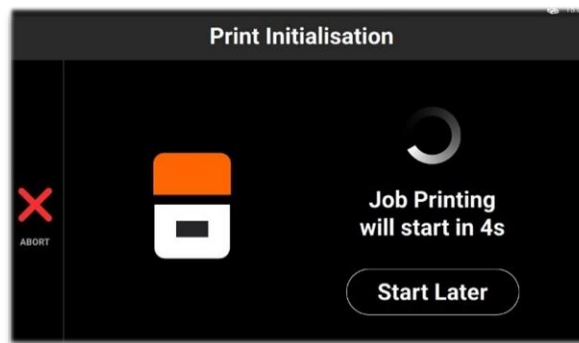 Print Initialisation
Job Printing
will start in 4s
ABORT
Start Later